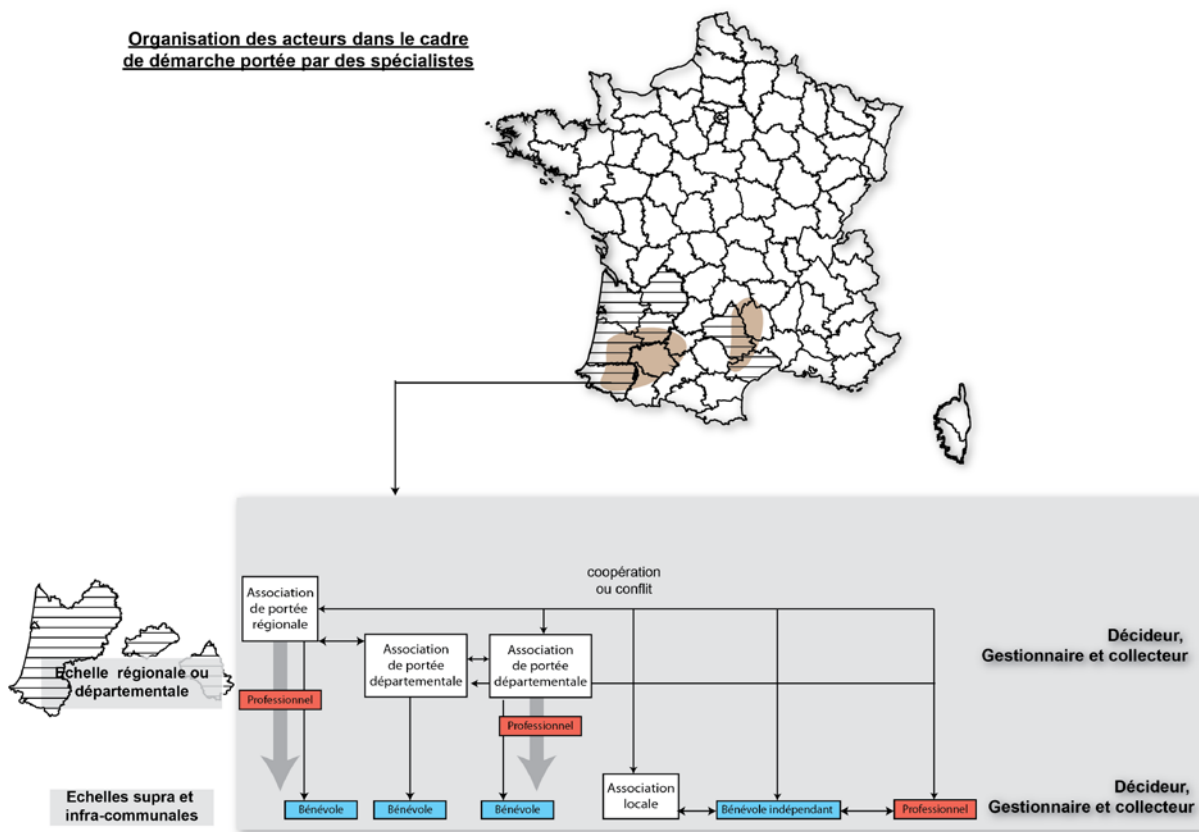 Organisation des acteurs dans le cadre
de démarche portée par des spécialistes
coopération
ou conflit
Association
de portée
régionale
Association
de portée
départementale
Association
de portée
départementale
Décideur,
Gestionnaire et collecteur
Echelle régionale ou
départementale
Professionnel
Professionnel
Association
locale
Echelles supra et
infra-communales
Bénévole
Bénévole
Bénévole
Bénévole indépendant
Professionnel
Décideur,
Gestionnaire et collecteur